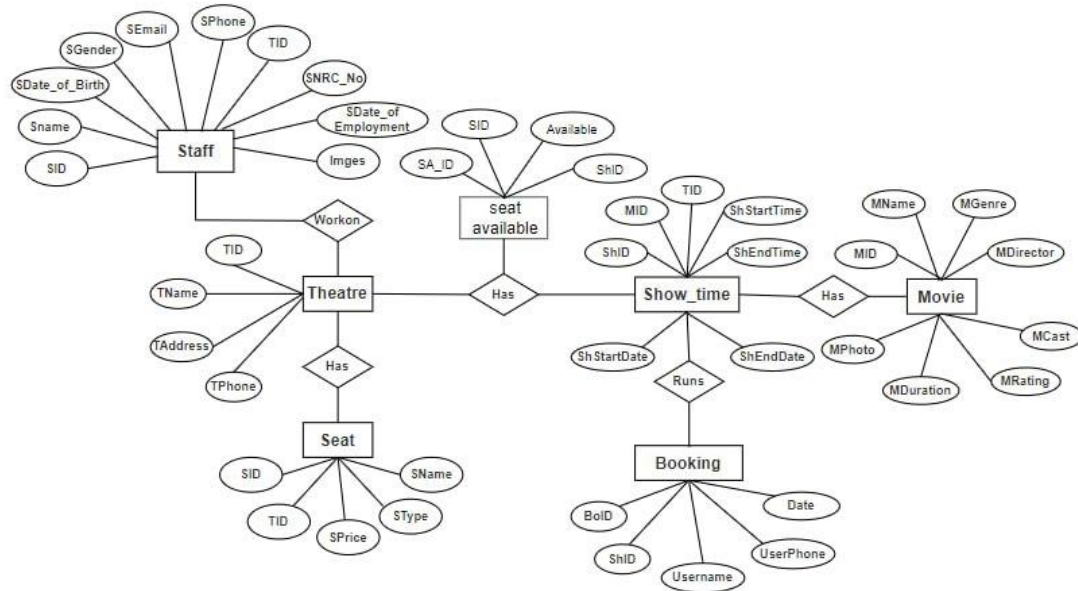 SPhone
SEmail
TID
SGender
SNRC_No
SDate_of_Birth
SDate_of
Employment
Sname
Staff
Imges
SID
Workon
SID
Available
SA_ID
ShID
seat
available
TID
MID
ShStartTime
ShID
ShEndTime
MName
MGenre
MID
MDirector
TID
TName
Theatre
Has
Show_time
Has
Movie
TAddress
TPhone
Has
ShStartDate
ShEndDate
Runs
MPhoto
MCast
MDuration
MRating
Seat
SID
SName
TID
SPrice
SType
Booking
BoID
Date
ShID
UserPhone
Username